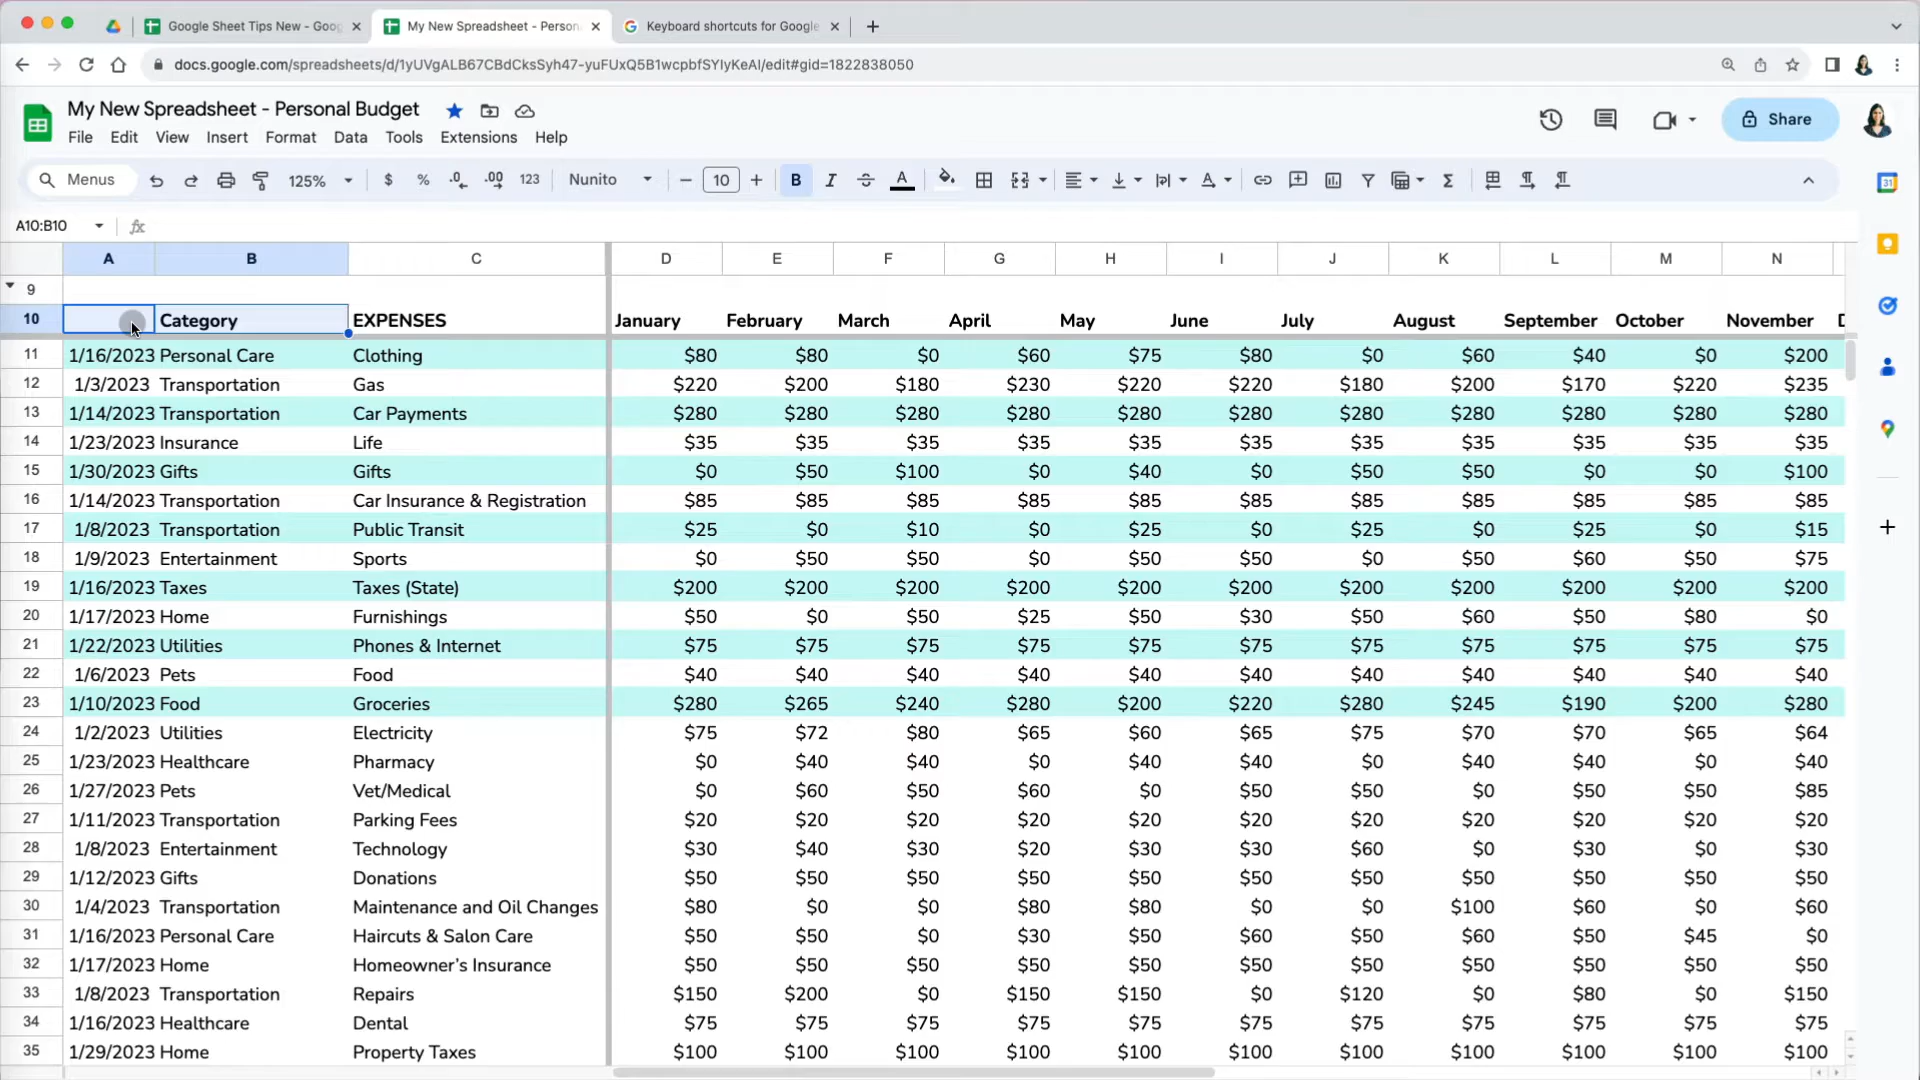 Google Sheet Tips New - Goog
My New Spreadsheet - Person
Keyboard shortcuts for Google
docs.google.com/spreadsheets/d/1yUVgALB67CBdCksSyh47-yuFUxQ5B1wcpbfSYIyKeAI/edit#gid=1822838050
My New Spreadsheet - Personal Budget
File Edit View Insert Format Data Tools Extensions Help
Share
Menus 125% $ % .0 .00 123 Nunito 10 B I A
31
A10:B10 fx
A B C D E F G H I J K L M N
9
10 Category EXPENSES January February March April May June July August September October November D
11 1/16/2023 Personal Care Clothing $80 $80 $0 $60 $75 $80 $0 $60 $40 $0 $200
12 1/3/2023 Transportation Gas $220 $200 $180 $230 $220 $220 $180 $200 $170 $220 $235
13 1/14/2023 Transportation Car Payments $280 $280 $280 $280 $280 $280 $280 $280 $280 $280 $280
14 1/23/2023 Insurance Life $35 $35 $35 $35 $35 $35 $35 $35 $35 $35 $35
15 1/30/2023 Gifts Gifts $0 $50 $100 $0 $40 $0 $50 $50 $0 $0 $100
16 1/14/2023 Transportation Car Insurance & Registration $85 $85 $85 $85 $85 $85 $85 $85 $85 $85 $85
17 1/8/2023 Transportation Public Transit $25 $0 $10 $0 $25 $0 $25 $0 $25 $0 $15
18 1/9/2023 Entertainment Sports $0 $50 $50 $0 $50 $50 $0 $50 $60 $50 $75
19 1/16/2023 Taxes Taxes (State) $200 $200 $200 $200 $200 $200 $200 $200 $200 $200 $200
20 1/17/2023 Home Furnishings $50 $0 $50 $25 $50 $30 $50 $60 $50 $80 $0
21 1/22/2023 Utilities Phones & Internet $75 $75 $75 $75 $75 $75 $75 $75 $75 $75 $75
22 1/6/2023 Pets Food $40 $40 $40 $40 $40 $40 $40 $40 $40 $40 $40
23 1/10/2023 Food Groceries $280 $265 $240 $280 $200 $220 $280 $245 $190 $200 $280
24 1/2/2023 Utilities Electricity $75 $72 $80 $65 $60 $65 $75 $70 $70 $65 $64
25 1/23/2023 Healthcare Pharmacy $0 $40 $40 $0 $40 $40 $0 $40 $40 $0 $40
26 1/27/2023 Pets Vet/Medical $0 $60 $50 $60 $0 $50 $50 $0 $50 $50 $85
27 1/11/2023 Transportation Parking Fees $20 $20 $20 $20 $20 $20 $20 $20 $20 $20 $20
28 1/8/2023 Entertainment Technology $30 $40 $30 $20 $30 $30 $60 $0 $30 $0 $30
29 1/12/2023 Gifts Donations $50 $50 $50 $50 $50 $50 $50 $50 $50 $50 $50
30 1/4/2023 Transportation Maintenance and Oil Changes $80 $0 $0 $80 $80 $0 $0 $100 $60 $0 $60
31 1/16/2023 Personal Care Haircuts & Salon Care $50 $50 $0 $30 $50 $60 $50 $60 $50 $45 $0
32 1/17/2023 Home Homeowner’s Insurance $50 $50 $50 $50 $50 $50 $50 $50 $50 $50 $50
33 1/8/2023 Transportation Repairs $150 $200 $0 $150 $150 $0 $120 $0 $80 $0 $150
34 1/16/2023 Healthcare Dental $75 $75 $75 $75 $75 $75 $75 $75 $75 $75 $75
35 1/29/2023 Home Property Taxes $100 $100 $100 $100 $100 $100 $100 $100 $100 $100 $100